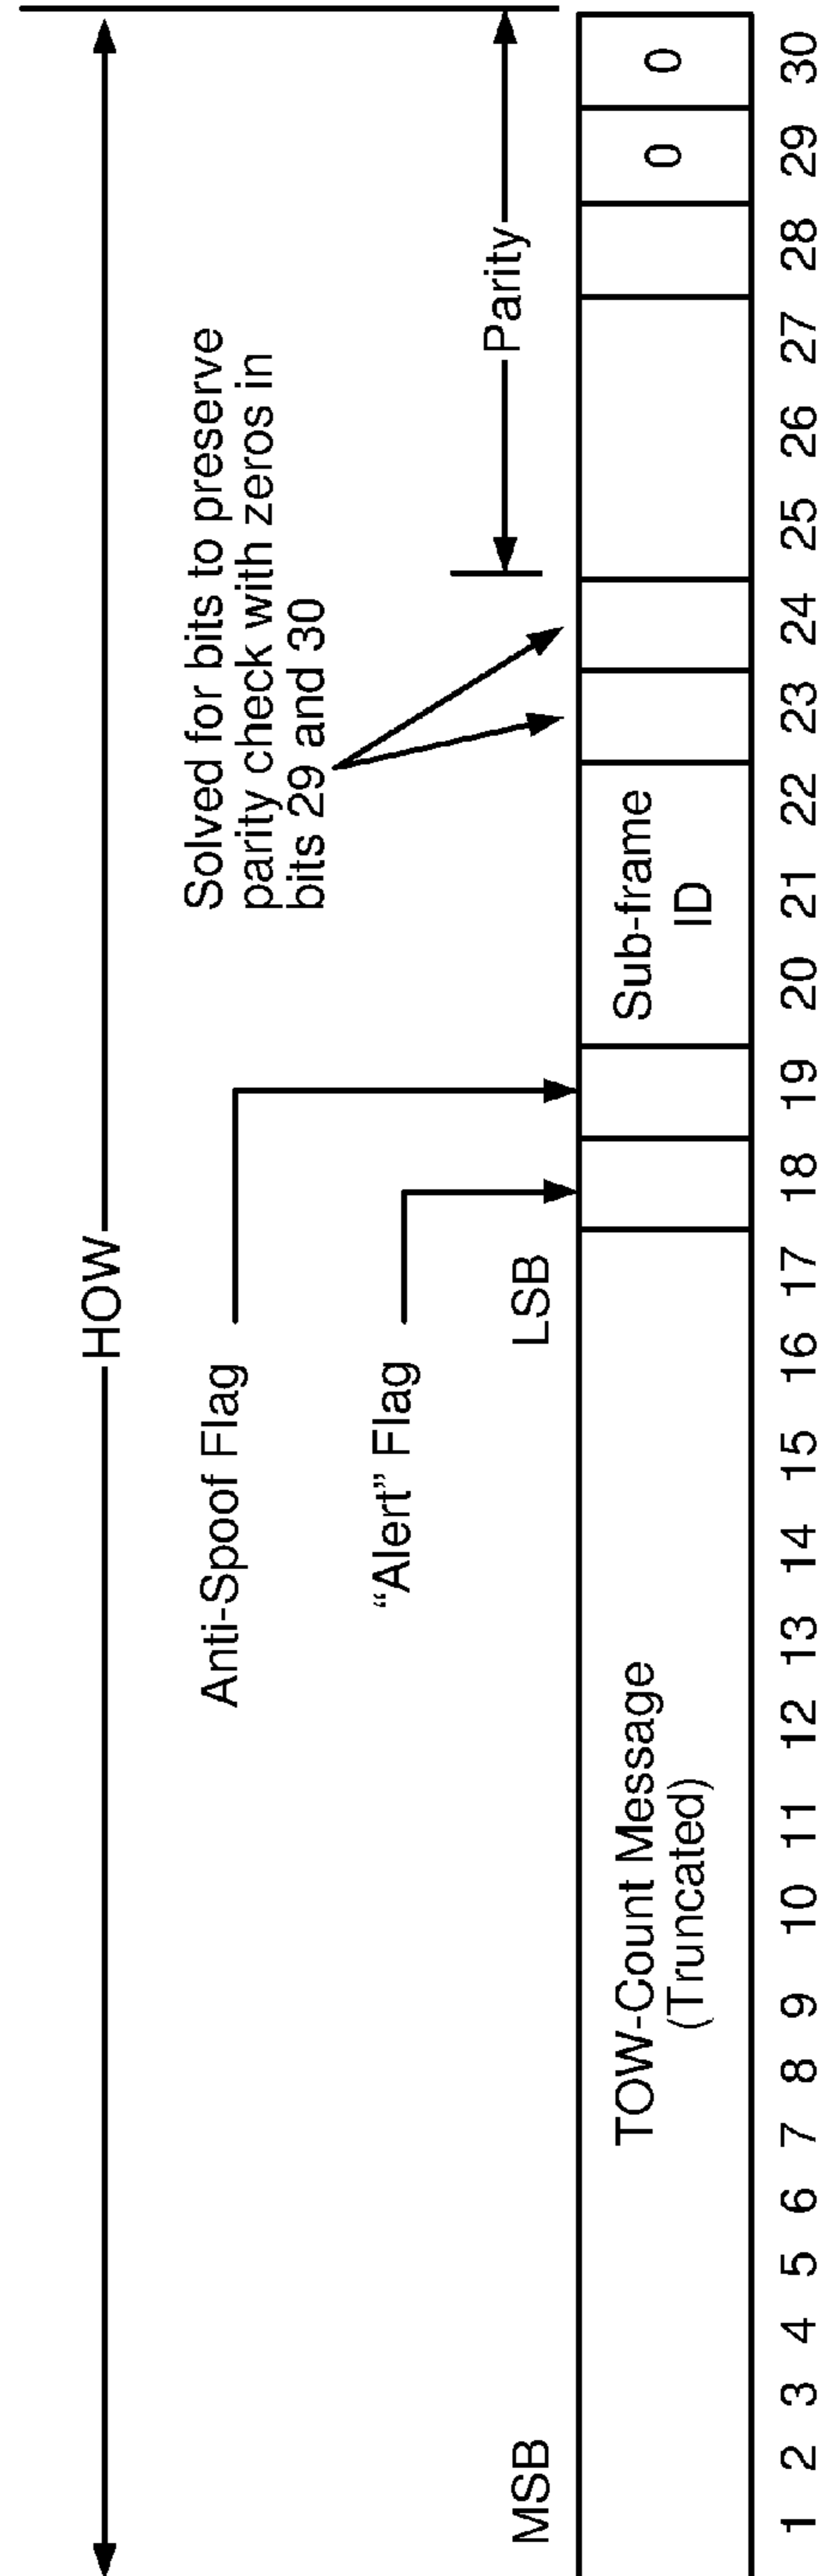 HOW
Solved for bits to preserve
parity check with zeros in
bits 29 and 30
Anti-Spoof Flag
“Alert” Flag
Parity
MSB
LSB
TOW-Count Message
(Truncated)
Sub-frame
ID
0
0
1 2 3 4 5 6 7 8 9 10 11 12 13 14 15 16 17 18 19 20 21 22 23 24 25 26 27 28 29 30